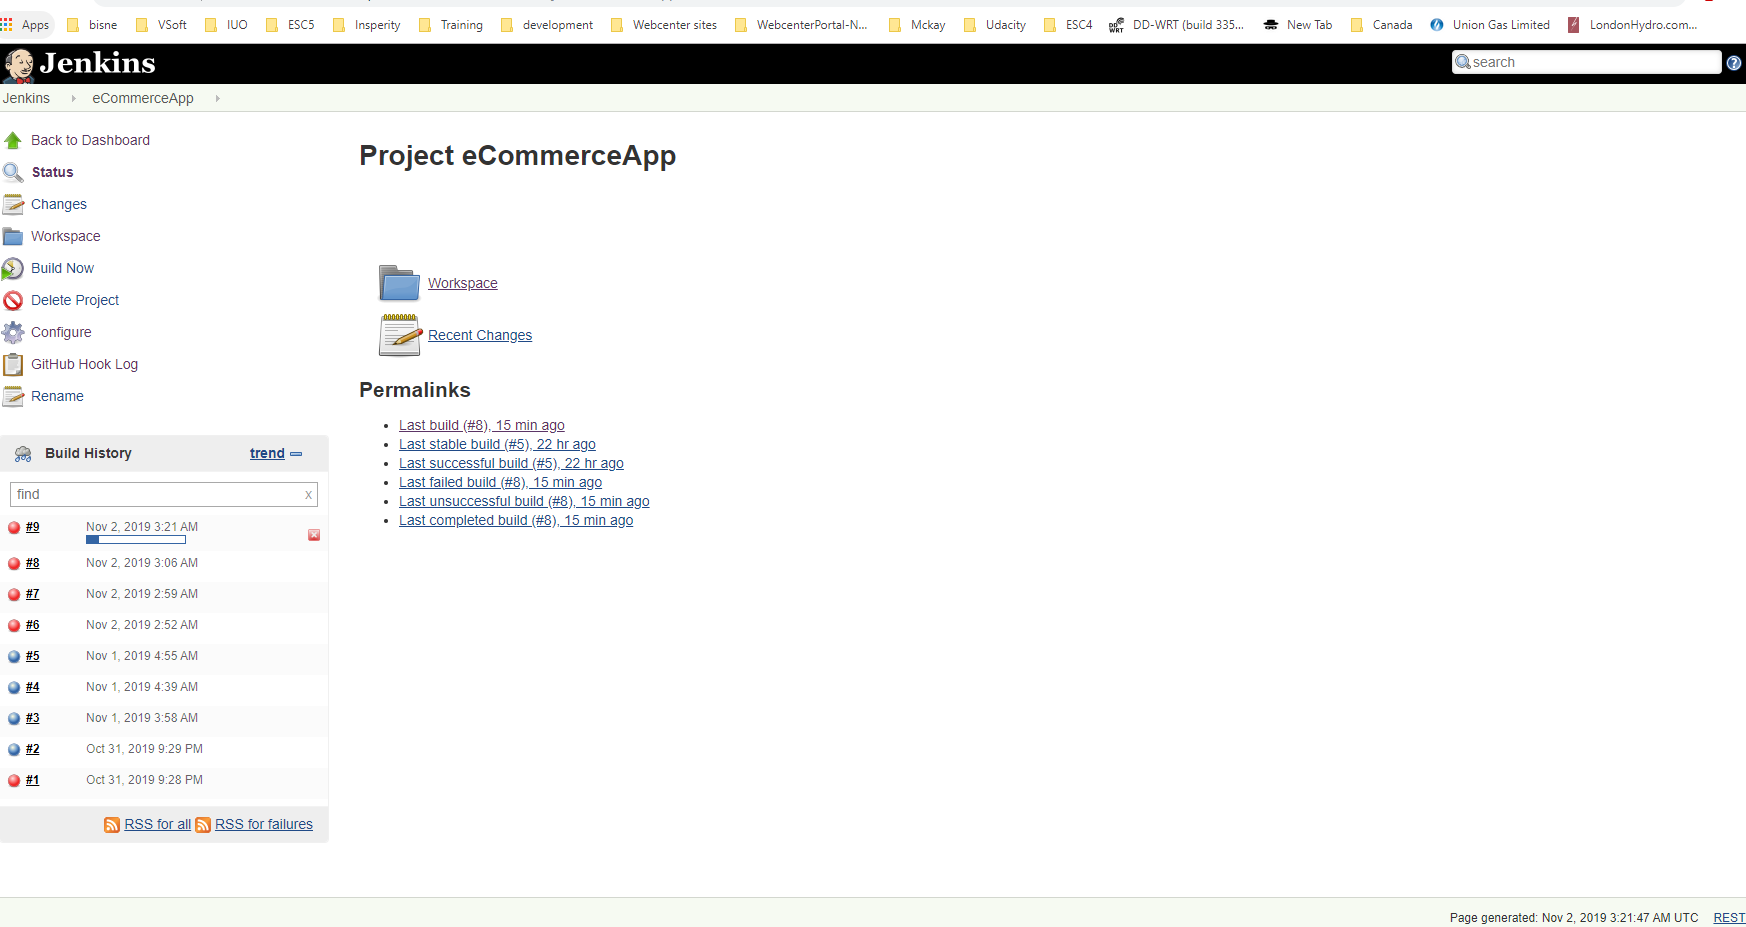 Apps bisne VSoft IUO ESC5 Insperity Training development Webcenter sites WebcenterPortal-N... Mckay Udacity ESC4 DD-WRT DD-WRT (build 335... New Tab Canada Union Gas Limited LondonHydro.com...
Jenkins
search
?
Jenkins eCommerceApp
Back to Dashboard
Status
Changes
Workspace
Build Now
Delete Project
Configure
GitHub Hook Log
Rename
Project eCommerceApp
Workspace
Recent Changes
Permalinks
Last build (#8), 15 min ago
Last stable build (#5), 22 hr ago
Last successful build (#5), 22 hr ago
Last failed build (#8), 15 min ago
Last unsuccessful build (#8), 15 min ago
Last completed build (#8), 15 min ago
Build History trend
find x
#9 Nov 2, 2019 3:21 AM
#8 Nov 2, 2019 3:06 AM
#7 Nov 2, 2019 2:59 AM
#6 Nov 2, 2019 2:52 AM
#5 Nov 1, 2019 4:55 AM
#4 Nov 1, 2019 4:39 AM
#3 Nov 1, 2019 3:58 AM
#2 Oct 31, 2019 9:29 PM
#1 Oct 31, 2019 9:28 PM
RSS for all RSS for failures
Page generated: Nov 2, 2019 3:21:47 AM UTC REST